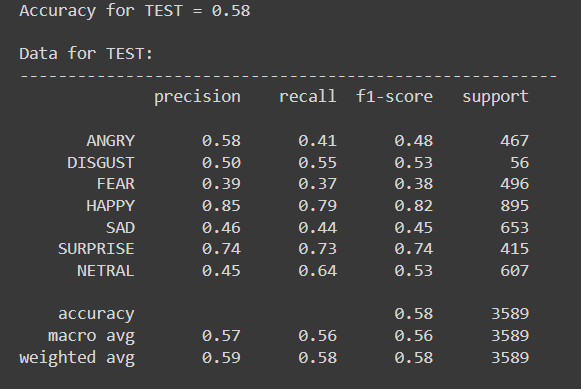 Accuracy for TEST = 0.58
Data for TEST:
--------------------------------------------------------
precision recall f1-score support
ANGRY 0.58 0.41 0.48 467
DISGUST 0.50 0.55 0.53 56
FEAR 0.39 0.37 0.38 496
HAPPY 0.85 0.79 0.82 895
SAD 0.46 0.44 0.45 653
SURPRISE 0.74 0.73 0.74 415
NETRAL 0.45 0.64 0.53 607
accuracy 0.58 3589
macro avg 0.57 0.56 0.56 3589
weighted avg 0.59 0.58 0.58 3589